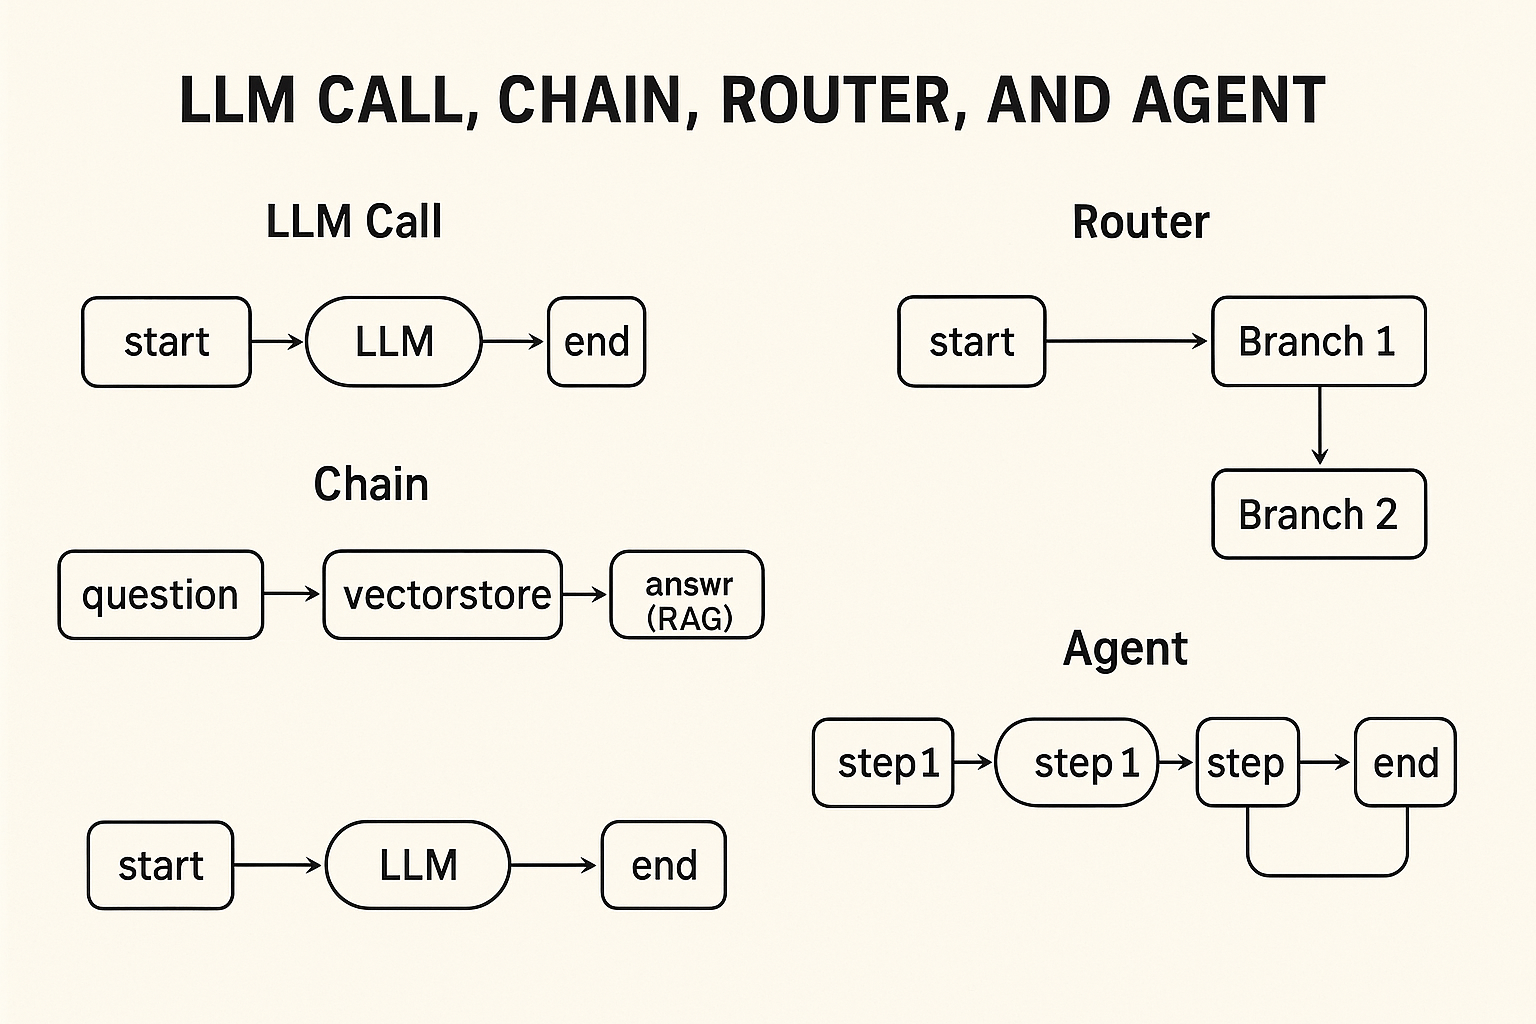 LLM CALL, CHAIN, ROUTER, AND AGENT
LLM Call
start
LLM
end
Chain
question
vectorstore
answr
(RAG)
start
LLM
end
Router
start
Branch 1
Branch 2
Agent
step1
step 1
step
end